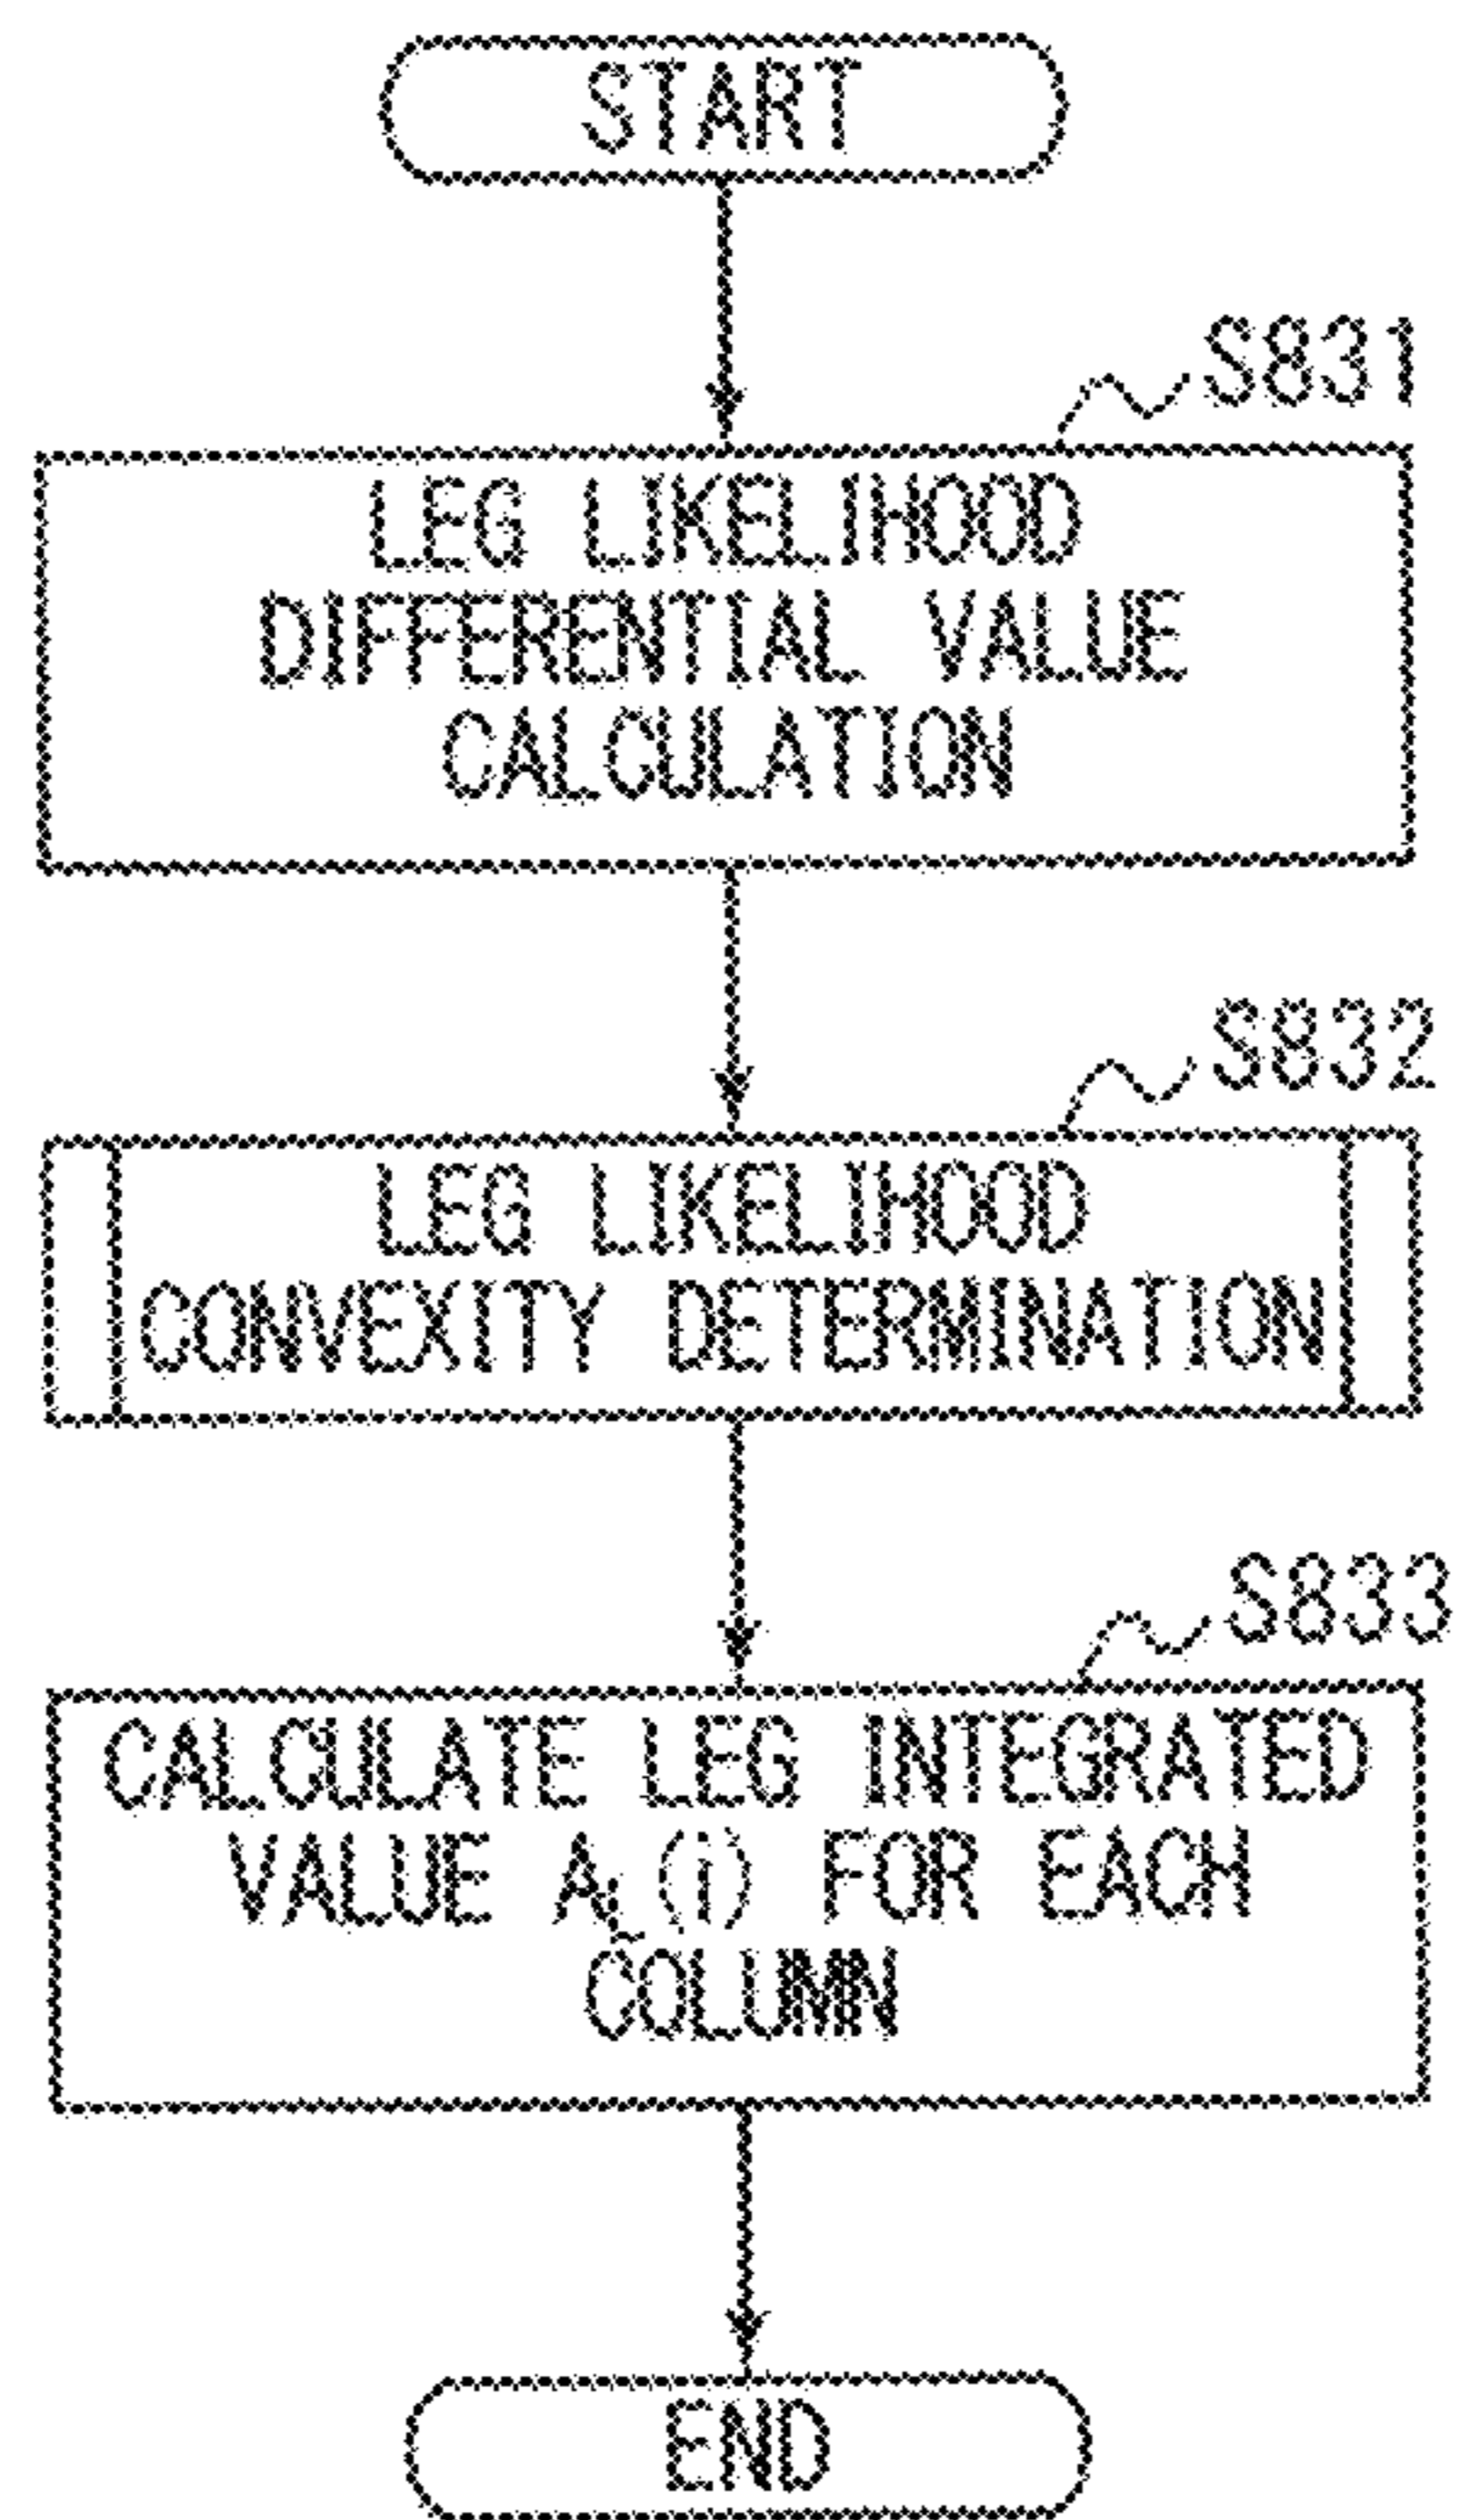 START
S831
LEG LIKELIHOOD
DIFFERENTIAL VALUE
CALCULATION
S832
LEG LIKELIHOOD
CONVEXITY DETERMINATION
S833
CALCULATE LEG INTEGRATED
VALUE AL(i) FOR EACH
COLUMN
END